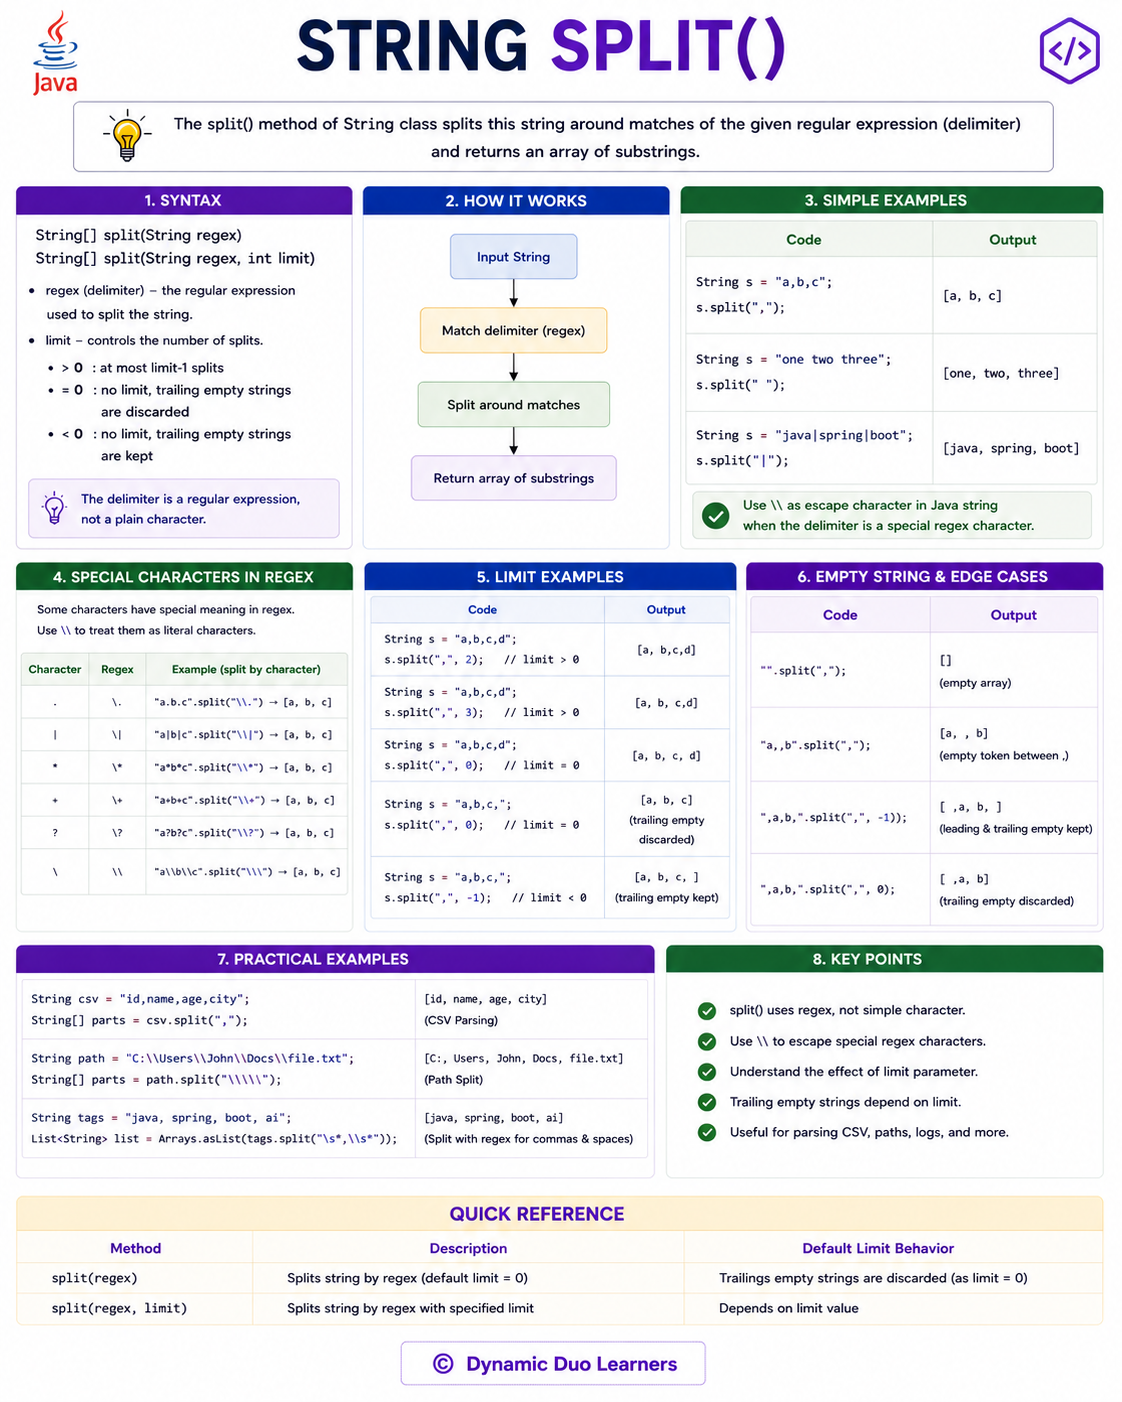 Java
STRING SPLIT()
</>
The split() method of String class splits this string around matches of the given regular expression (delimiter)
and returns an array of substrings.
1. SYNTAX
String[] split(String regex)
String[] split(String regex, int limit)
• regex (delimiter) – the regular expression
used to split the string.
• limit – controls the number of splits.
• > 0 : at most limit-1 splits
• = 0 : no limit, trailing empty strings
are discarded
• < 0 : no limit, trailing empty strings
are kept
The delimiter is a regular expression,
not a plain character.
2. HOW IT WORKS
Input String
Match delimiter (regex)
Split around matches
Return array of substrings
3. SIMPLE EXAMPLES
Code Output
String s = "a,b,c";
s.split(",");
[a, b, c]
String s = "one two three";
s.split(" ");
[one, two, three]
String s = "java|spring|boot";
s.split("|");
[java, spring, boot]
Use \\ as escape character in Java string
when the delimiter is a special regex character.
4. SPECIAL CHARACTERS IN REGEX
Some characters have special meaning in regex.
Use \\ to treat them as literal characters.
Character Regex Example (split by character)
. \. "a.b.c".split("\\.") → [a, b, c]
| \| "a|b|c".split("\\|") → [a, b, c]
* \* "a*b*c".split("\\*") → [a, b, c]
+ \+ "a+b+c".split("\\+") → [a, b, c]
? \? "a?b?c".split("\\?") → [a, b, c]
\ \\ "a\\b\\c".split("\\\") → [a, b, c]
5. LIMIT EXAMPLES
Code Output
String s = "a,b,c,d";
s.split(",", 2); // limit > 0
[a, b,c,d]
String s = "a,b,c,d";
s.split(",", 3); // limit > 0
[a, b, c,d]
String s = "a,b,c,d";
s.split(",", 0); // limit = 0
[a, b, c, d]
String s = "a,b,c,";
s.split(",", 0); // limit = 0
[a, b, c]
(trailing empty
discarded)
String s = "a,b,c,";
s.split(",", -1); // limit < 0
[a, b, c, ]
(trailing empty kept)
6. EMPTY STRING & EDGE CASES
Code Output
"".split(",");
[]
(empty array)
"a,,b".split(",");
[a, , b]
(empty token between ,)
",a,b,".split(",", -1));
[ ,a, b, ]
(leading & trailing empty kept)
",a,b,".split(",", 0);
[ ,a, b]
(trailing empty discarded)
7. PRACTICAL EXAMPLES
String csv = "id,name,age,city";
String[] parts = csv.split(",");
[id, name, age, city]
(CSV Parsing)
String path = "C:\\Users\\John\\Docs\\file.txt";
String[] parts = path.split("\\\\\");
[C:, Users, John, Docs, file.txt]
(Path Split)
String tags = "java, spring, boot, ai";
List<String> list = Arrays.asList(tags.split("\s*,\\s*"));
[java, spring, boot, ai]
(Split with regex for commas & spaces)
8. KEY POINTS
split() uses regex, not simple character.
Use \\ to escape special regex characters.
Understand the effect of limit parameter.
Trailing empty strings depend on limit.
Useful for parsing CSV, paths, logs, and more.
QUICK REFERENCE
Method Description Default Limit Behavior
split(regex) Splits string by regex (default limit = 0) Trailings empty strings are discarded (as limit = 0)
split(regex, limit) Splits string by regex with specified limit Depends on limit value
© Dynamic Duo Learners